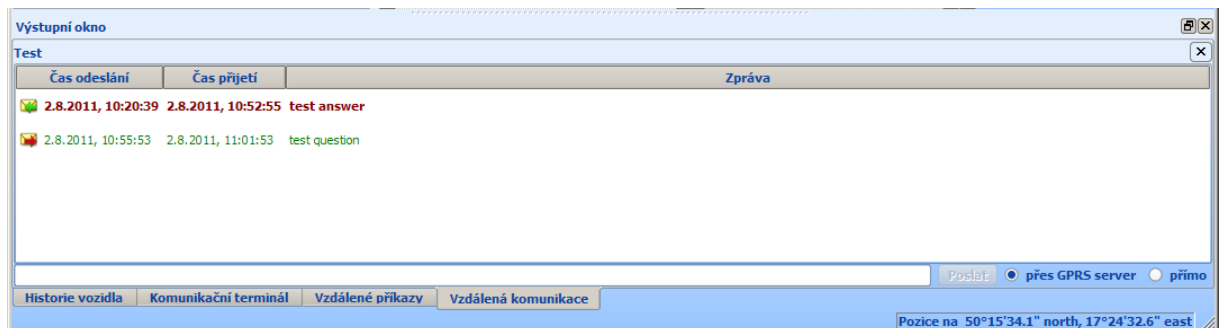 Výstupní okno
Test
Čas odeslání Čas přijetí Zpráva
2.8.2011, 10:20:39 2.8.2011, 10:52:55 test answer
2.8.2011, 10:55:53 2.8.2011, 11:01:53 test question
Poslat přes GPRS server přímo
Historie vozidla Komunikační terminál Vzdálené příkazy Vzdálená komunikace
Pozice na 50°15'34.1" north, 17°24'32.6" east